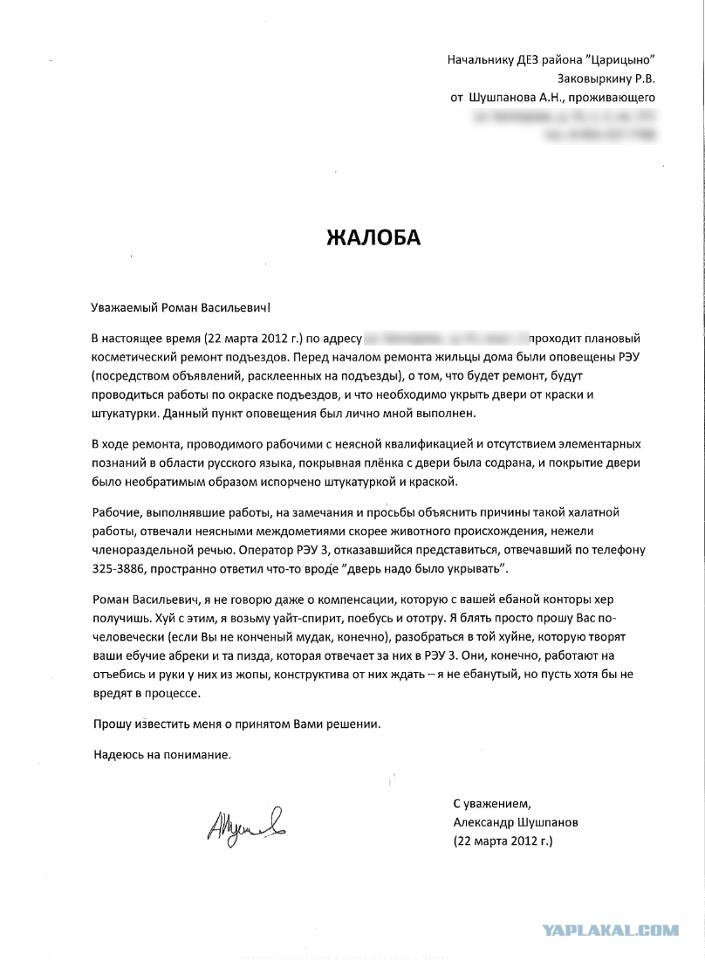 Начальнику ДЕЗ района "Царицыно"
Заковыркину Р.В.
от Шушпанова А.Н., проживающего
ЖАЛОБА
Уважаемый Роман Васильевич!
В настоящее время (22 марта 2012 г.) по адресу проходит плановый
косметический ремонт подъездов. Перед началом ремонта жильцы дома были оповещены РЭУ
(посредством объявлений, расклеенных на подъезды), о том, что будет ремонт, будут
проводиться работы по окраске подъездов, и что необходимо укрыть двери от краски и
штукатурки. Данный пункт оповещения был лично мной выполнен.
В ходе ремонта, проводимого рабочими с неясной квалификацией и отсутствием элементарных
познаний в области русского языка, покрывная плёнка с двери была содрана, и покрытие двери
было необратимым образом испорчено штукатуркой и краской.
Рабочие, выполнявшие работы, на замечания и просьбы объяснить причины такой халатной
работы, отвечали неясными междометиями скорее животного происхождения, нежели
членораздельной речью. Оператор РЭУ 3, отказавшийся представиться, отвечавший по телефону
325-3886, пространно ответил что-то вроде "дверь надо было укрывать".
Роман Васильевич, я не говорю даже о компенсации, которую с вашей ебаной конторы хер
получишь. Хуй с этим, я возьму уайт-спирит, поебусь и ототру. Я блять просто прошу Вас по-
человечески (если Вы не конченый мудак, конечно), разобраться в той хуйне, которую творят
ваши ебучие абреки и та пизда, которая отвечает за них в РЭУ 3. Они, конечно, работают на
отъебись и руки у них из жопы, конструктива от них ждать – я не ебанутый, но пусть хотя бы не
вредят в процессе.
Прошу известить меня о принятом Вами решении.
Надеюсь на понимание.
С уважением,
Александр Шушпанов
(22 марта 2012 г.)
YAPLAKAL.COM